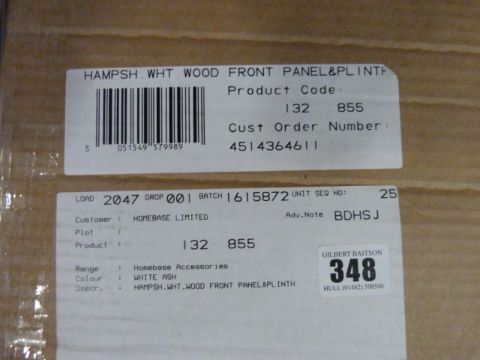 HAMPSH.WHT.WOOD FRONT PANEL&PLINTH
Product Code:
132 855
Cust Order Number:
4514364611
5 051549 579989
LOAD 2047 DROP 001 BATCH 1615872 UNIT SEQ NO: 25
Customer : HOMEBASE LIMITED Adv.Note BDHSJ
Plot :
Product : 132 855
Range : Homebase Accessories
Colour : WHITE ASH
Descr. : HAMPSH.WHT.WOOD FRONT PANEL&PLINTH
GILBERT BAITSON
348
HULL (01482) 500500